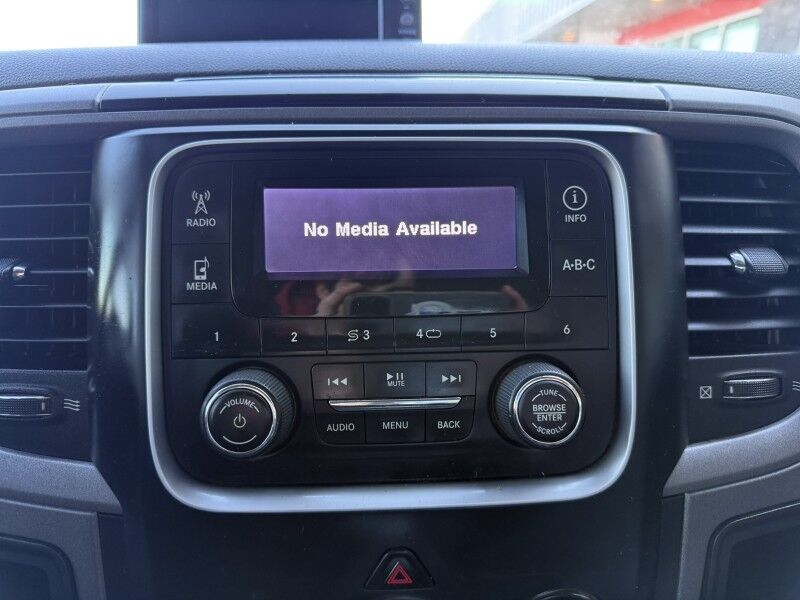 RADIO
INFO
No Media Available
MEDIA
A·B·C
1 2 3 4 5 6
MUTE
VOLUME
TUNE
BROWSE
ENTER
SCROLL
AUDIO MENU BACK